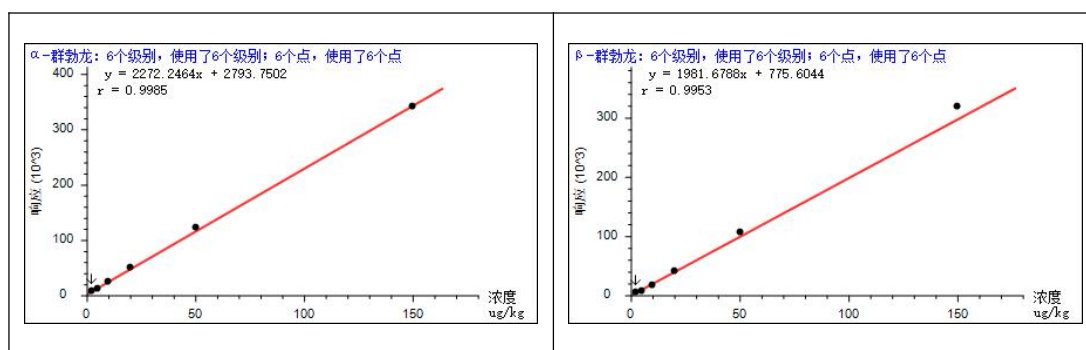 α-群勃龙: 6个级别，使用了6个级别; 6个点，使用了6个点
y = 2272.2464x + 2793.7502
r = 0.9985
响应 (10^3)
400
300
200
100
0
0
50
100
150
浓度
ug/kg
β-群勃龙: 6个级别，使用了6个级别; 6个点，使用了6个点
y = 1981.6788x + 775.6044
r = 0.9953
响应 (10^3)
300
200
100
0
0
50
100
150
浓度
ug/kg